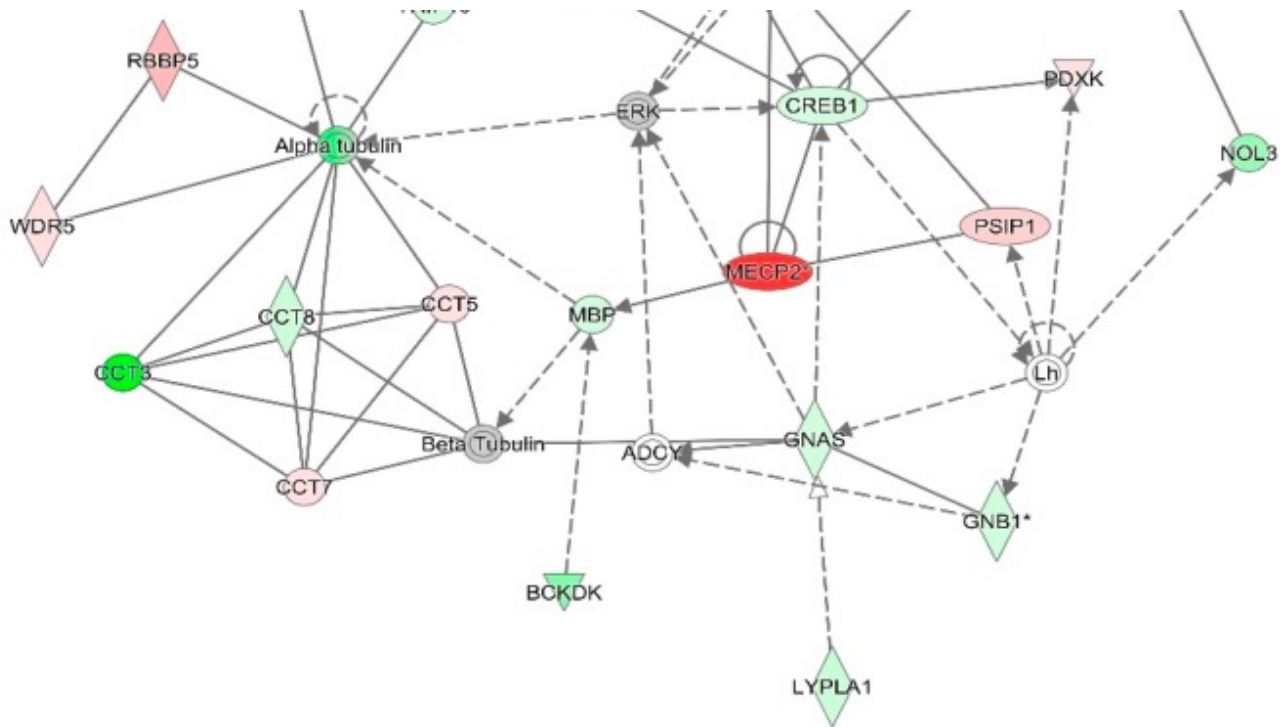 RBBP5
PDXK
CREB1
ERK
Alpha tubulin
NOL3
WDR5
PSIP1
MECP2*
CCT5
CCT8
MBP
CCT3
Lh
Beta Tubulin
ADCY
GNAS
CCT7
GNB1*
BCKDK
LYPLA1